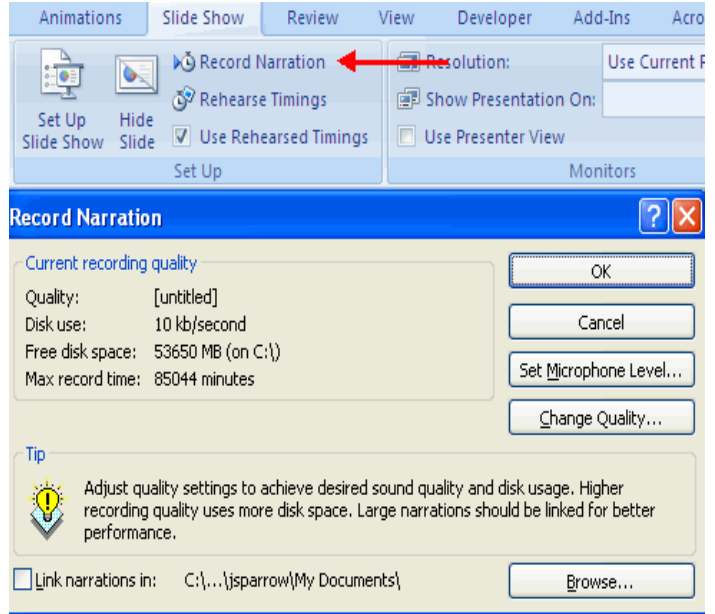 Animations Slide Show Review View Developer Add-Ins Acro
Record Narration
Rehearse Timings
Use Rehearsed Timings
Set Up
Slide Show
Hide
Slide
Set Up
Resolution: Use Current P
Show Presentation On:
Use Presenter View
Monitors
Record Narration
Current recording quality
Quality: [untitled]
Disk use: 10 kb/second
Free disk space: 53650 MB (on C:\)
Max record time: 85044 minutes
OK
Cancel
Set Microphone Level...
Change Quality...
Tip
Adjust quality settings to achieve desired sound quality and disk usage. Higher
recording quality uses more disk space. Large narrations should be linked for better
performance.
Link narrations in: C:\...\jsparrow\My Documents\
Browse...